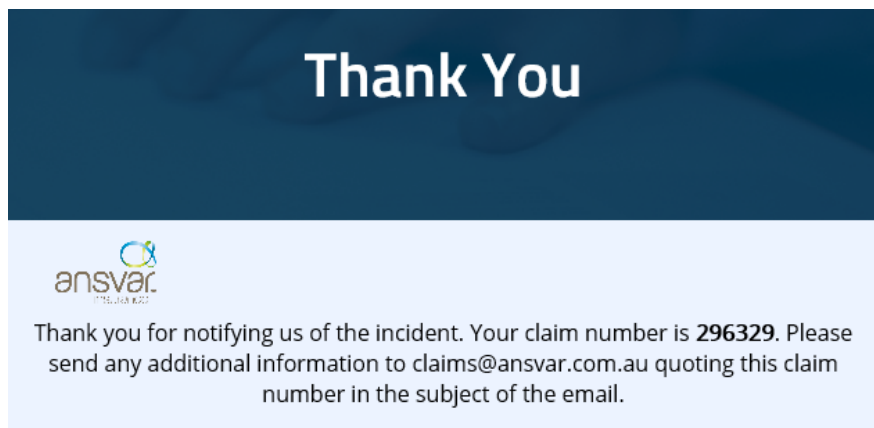 Thank You
ansvar
insurance
Thank you for notifying us of the incident. Your claim number is 296329. Please
send any additional information to claims@ansvar.com.au quoting this claim
number in the subject of the email.